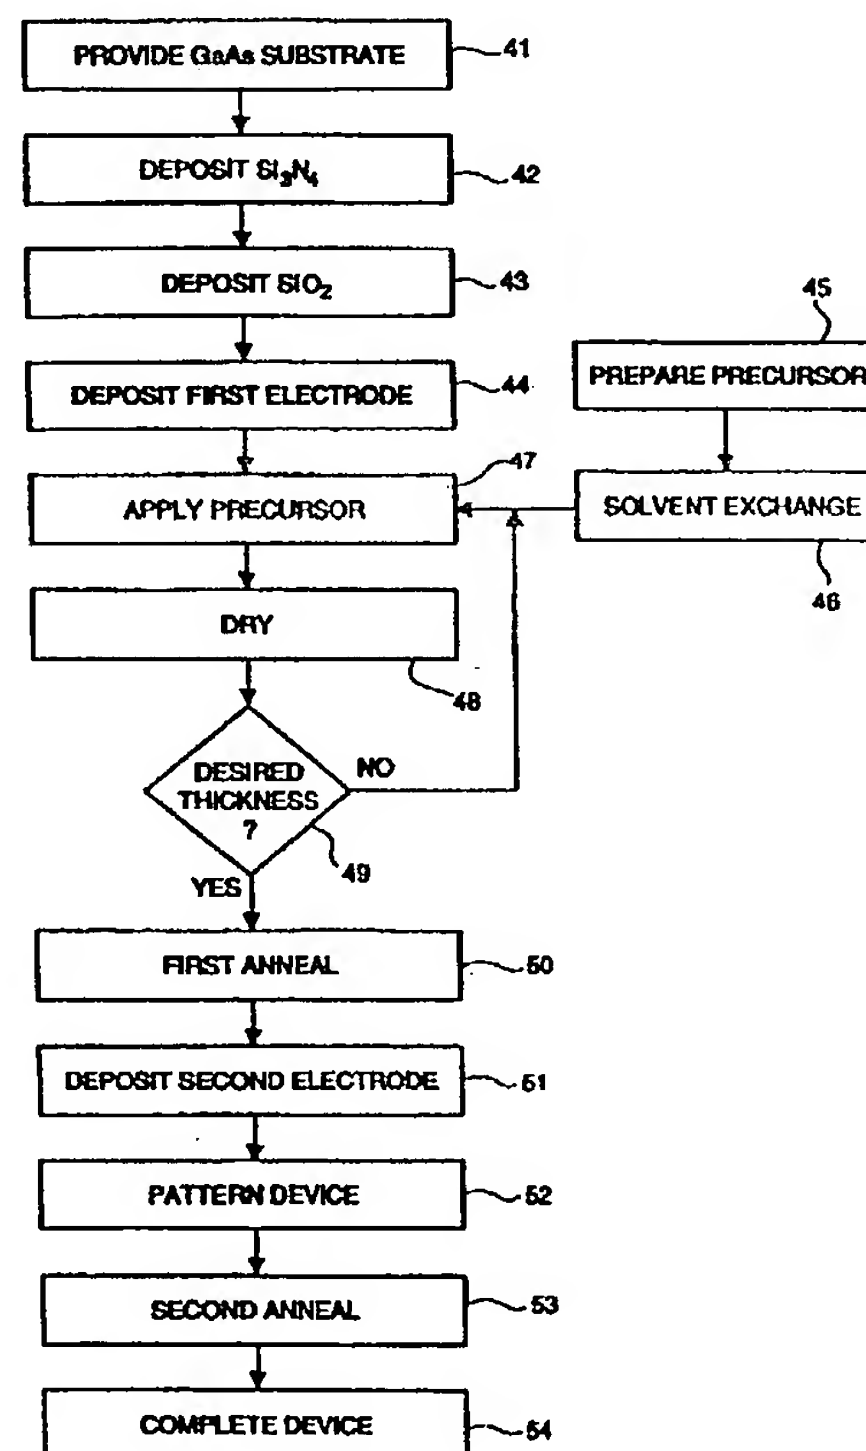 PROVIDE GaAs SUBSTRATE
41
DEPOSIT Si₃N₄
42
DEPOSIT SiO₂
43
DEPOSIT FIRST ELECTRODE
44
45
PREPARE PRECURSOR
47
APPLY PRECURSOR
SOLVENT EXCHANGE
46
DRY
48
DESIRED
THICKNESS
?
NO
49
YES
FIRST ANNEAL
50
DEPOSIT SECOND ELECTRODE
51
PATTERN DEVICE
52
SECOND ANNEAL
53
COMPLETE DEVICE
54